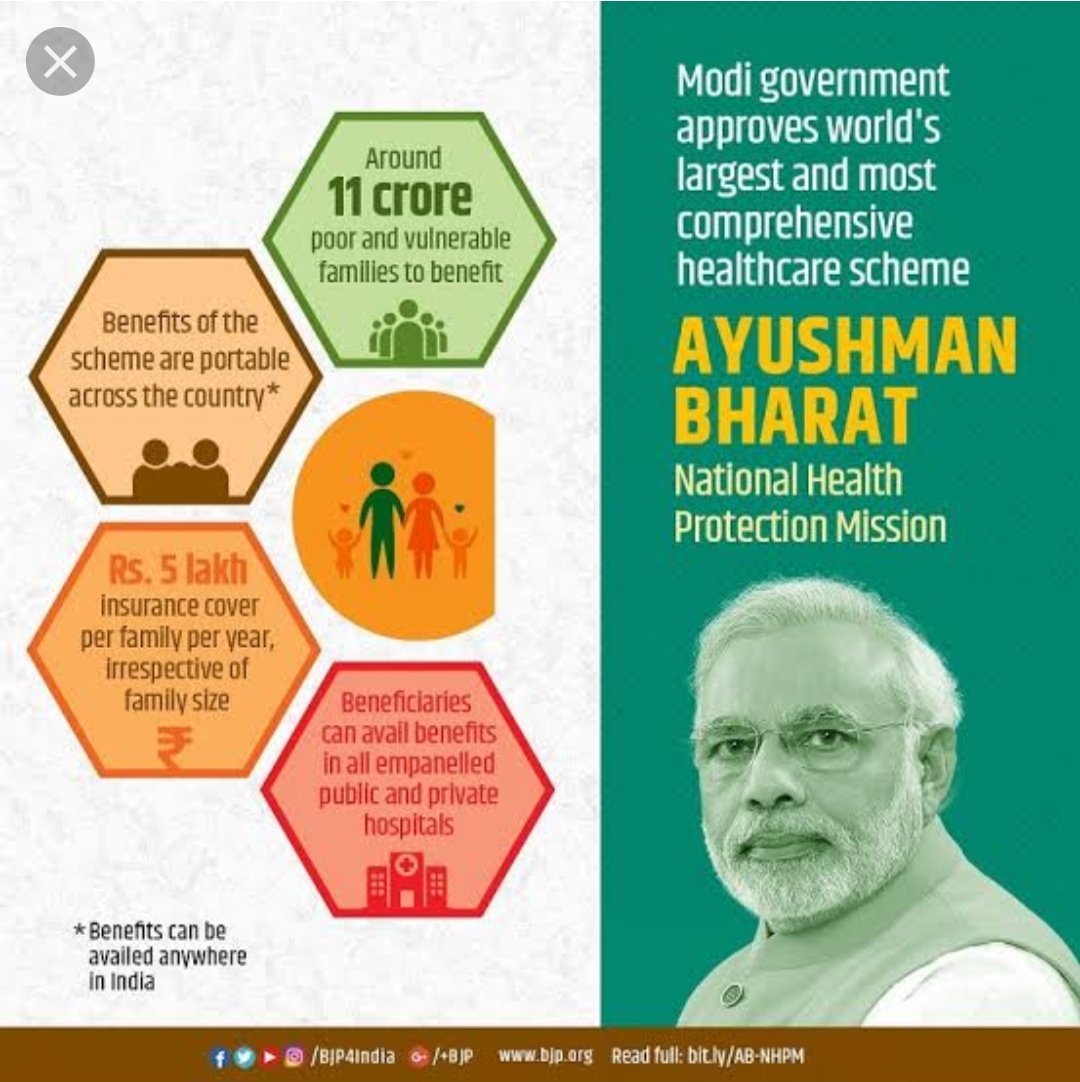 Modi government
approves world's
largest and most
comprehensive
healthcare scheme
AYUSHMAN
BHARAT
National Health
Protection Mission
Around
11 crore
poor and vulnerable
families to benefit
Benefits of the
scheme are portable
across the country*
Rs. 5 lakh
insurance cover
per family per year,
irrespective of
family size
₹
Beneficiaries
can avail benefits
in all empanelled
public and private
hospitals
* Benefits can be
availed anywhere
in India
/BJP4India G+ /+BJP www.bjp.org Read full: bit.ly/AB-NHPM